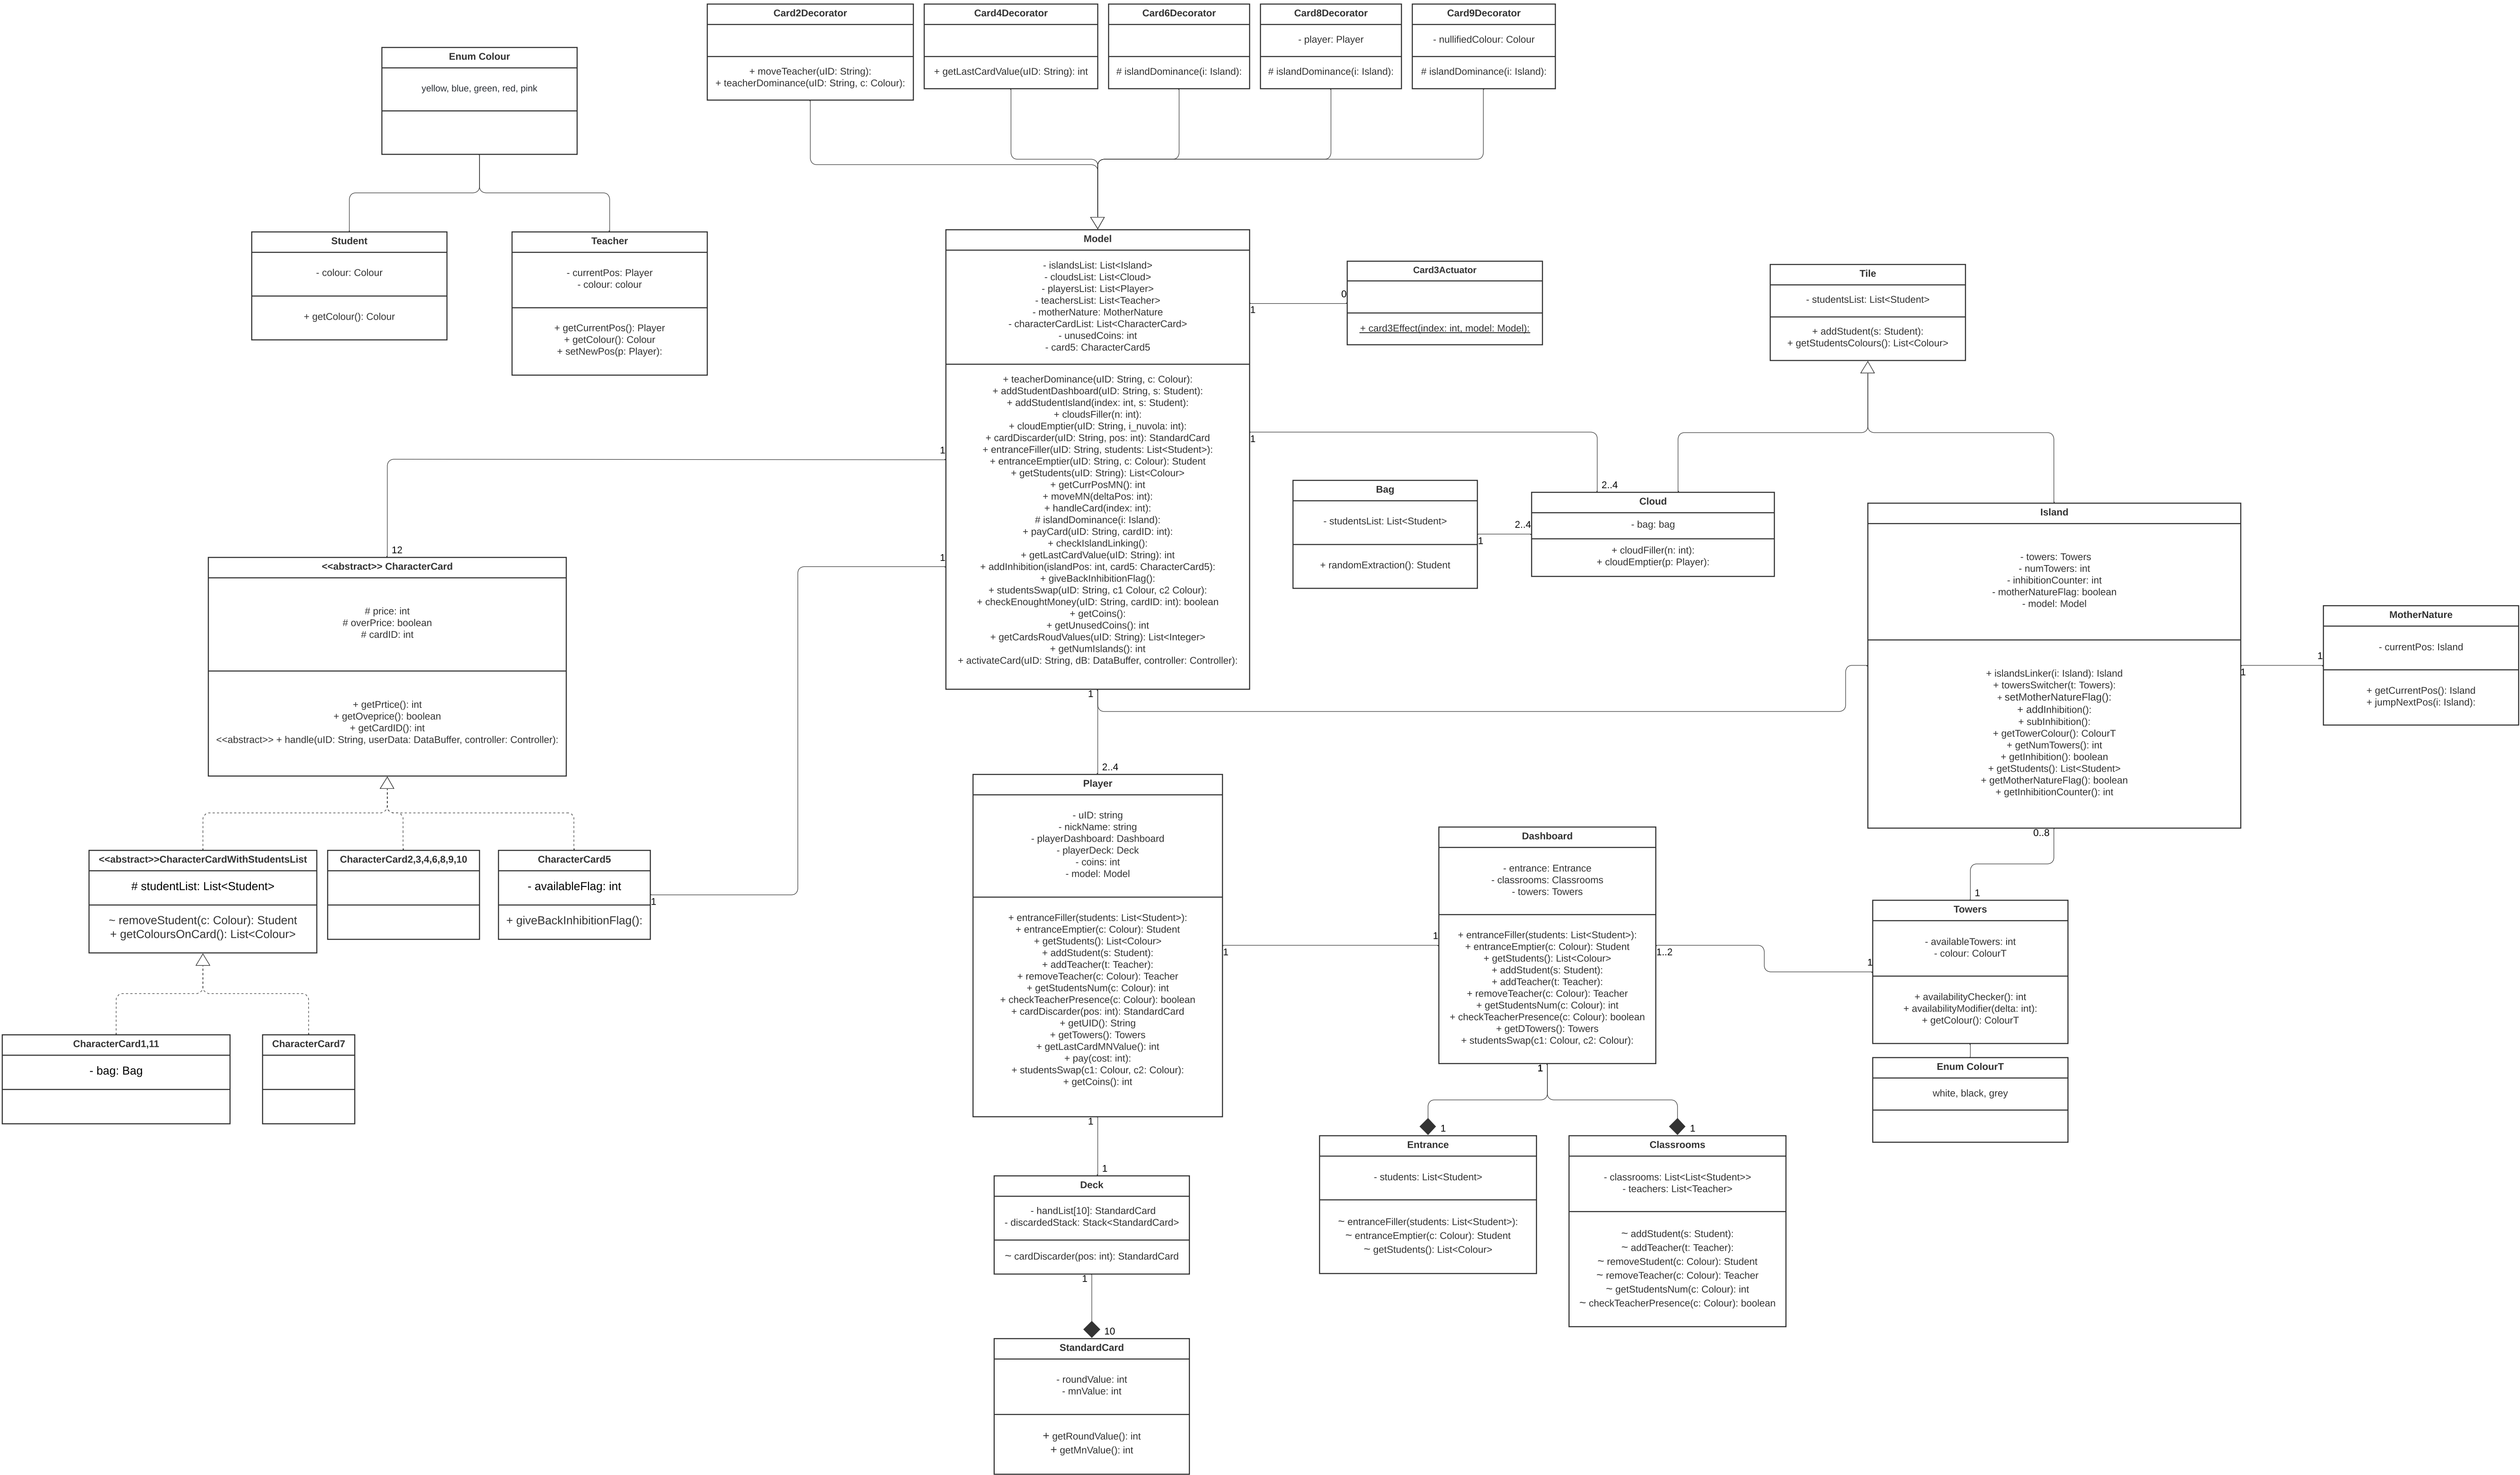 Card2Decorator
+ moveTeacher(uID: String):
+ teacherDominance(uID: String, c: Colour):
Card4Decorator
+ getLastCardValue(uID: String): int
Card6Decorator
# islandDominance(i: Island):
Card8Decorator
- player: Player
# islandDominance(i: Island):
Card9Decorator
- nullifiedColour: Colour
# islandDominance(i: Island):
Enum Colour
yellow, blue, green, red, pink
Student
- colour: Colour
+ getColour(): Colour
Teacher
- currentPos: Player
- colour: colour
+ getCurrentPos(): Player
+ getColour(): Colour
+ setNewPos(p: Player):
Model
- islandsList: List<Island>
- cloudsList: List<Cloud>
- playersList: List<Player>
- teachersList: List<Teacher>
- motherNature: MotherNature
- characterCardList: List<CharacterCard>
- unusedCoins: int
- card5: CharacterCard5
+ teacherDominance(uID: String, c: Colour):
+ addStudentDashboard(uID: String, s: Student):
+ addStudentIsland(index: int, s: Student):
+ cloudsFiller(n: int):
+ cloudEmptier(uID: String, i_nuvola: int):
+ cardDiscarder(uID: String, pos: int): StandardCard
+ entranceFiller(uID: String, students: List<Student>):
+ entranceEmptier(uID: String, c: Colour): Student
+ getStudents(uID: String): List<Colour>
+ getCurrPosMN(): int
+ moveMN(deltaPos: int):
+ handleCard(index: int):
# islandDominance(i: Island):
+ payCard(uID: String, cardID: int):
+ checkIslandLinking():
+ getLastCardValue(uID: String): int
+ addInhibition(islandPos: int, card5: CharacterCard5):
+ giveBackInhibitionFlag():
+ studentsSwap(uID: String, c1 Colour, c2 Colour):
+ checkEnoughtMoney(uID: String, cardID: int): boolean
+ getCoins():
+ getUnusedCoins(): int
+ getCardsRoudValues(uID: String): List<Integer>
+ getNumIslands(): int
+ activateCard(uID: String, dB: DataBuffer, controller: Controller):
1
0
Card3Actuator
+ card3Effect(index: int, model: Model):
Tile
- studentsList: List<Student>
+ addStudent(s: Student):
+ getStudentsColours(): List<Colour>
1
2..4
Bag
- studentsList: List<Student>
+ randomExtraction(): Student
1
2..4
Cloud
- bag: bag
+ cloudFiller(n: int):
+ cloudEmptier(p: Player):
Island
- towers: Towers
- numTowers: int
- inhibitionCounter: int
- motherNatureFlag: boolean
- model: Model
+ islandsLinker(i: Island): Island
+ towersSwitcher(t: Towers):
+ setMotherNatureFlag():
+ addInhibition():
+ subInhibition():
+ getTowerColour(): ColourT
+ getNumTowers(): int
+ getInhibition(): boolean
+ getStudents(): List<Student>
+ getMotherNatureFlag(): boolean
+ getInhibitionCounter(): int
1
1
MotherNature
- currentPos: Island
+ getCurrentPos(): Island
+ jumpNextPos(i: Island):
1
12
<<abstract>> CharacterCard
# price: int
# overPrice: boolean
# cardID: int
+ getPrtice(): int
+ getOveprice(): boolean
+ getCardID(): int
<<abstract>> + handle(uID: String, userData: DataBuffer, controller: Controller):
<<abstract>>CharacterCardWithStudentsList
# studentList: List<Student>
~ removeStudent(c: Colour): Student
+ getColoursOnCard(): List<Colour>
CharacterCard2,3,4,6,8,9,10
CharacterCard5
- availableFlag: int
+ giveBackInhibitionFlag():
1
1
CharacterCard1,11
- bag: Bag
CharacterCard7
1
2..4
Player
- uID: string
- nickName: string
- playerDashboard: Dashboard
- playerDeck: Deck
- coins: int
- model: Model
+ entranceFiller(students: List<Student>):
+ entranceEmptier(c: Colour): Student
+ getStudents(): List<Colour>
+ addStudent(s: Student):
+ addTeacher(t: Teacher):
+ removeTeacher(c: Colour): Teacher
+ getStudentsNum(c: Colour): int
+ checkTeacherPresence(c: Colour): boolean
+ cardDiscarder(pos: int): StandardCard
+ getUID(): String
+ getTowers(): Towers
+ getLastCardMNValue(): int
+ pay(cost: int):
+ studentsSwap(c1: Colour, c2: Colour):
+ getCoins(): int
1
1
Dashboard
- entrance: Entrance
- classrooms: Classrooms
- towers: Towers
+ entranceFiller(students: List<Student>):
+ entranceEmptier(c: Colour): Student
+ getStudents(): List<Colour>
+ addStudent(s: Student):
+ addTeacher(t: Teacher):
+ removeTeacher(c: Colour): Teacher
+ getStudentsNum(c: Colour): int
+ checkTeacherPresence(c: Colour): boolean
+ getDTowers(): Towers
+ studentsSwap(c1: Colour, c2: Colour):
1..2
1
0..8
1
Towers
- availableTowers: int
- colour: ColourT
+ availabilityChecker(): int
+ availabilityModifier(delta: int):
+ getColour(): ColourT
Enum ColourT
white, black, grey
1
1
1
Entrance
- students: List<Student>
~ entranceFiller(students: List<Student>):
~ entranceEmptier(c: Colour): Student
~ getStudents(): List<Colour>
Classrooms
- classrooms: List<List<Student>>
- teachers: List<Teacher>
~ addStudent(s: Student):
~ addTeacher(t: Teacher):
~ removeStudent(c: Colour): Student
~ removeTeacher(c: Colour): Teacher
~ getStudentsNum(c: Colour): int
~ checkTeacherPresence(c: Colour): boolean
1
1
Deck
- handList[10]: StandardCard
- discardedStack: Stack<StandardCard>
~ cardDiscarder(pos: int): StandardCard
1
10
StandardCard
- roundValue: int
- mnValue: int
+ getRoundValue(): int
+ getMnValue(): int